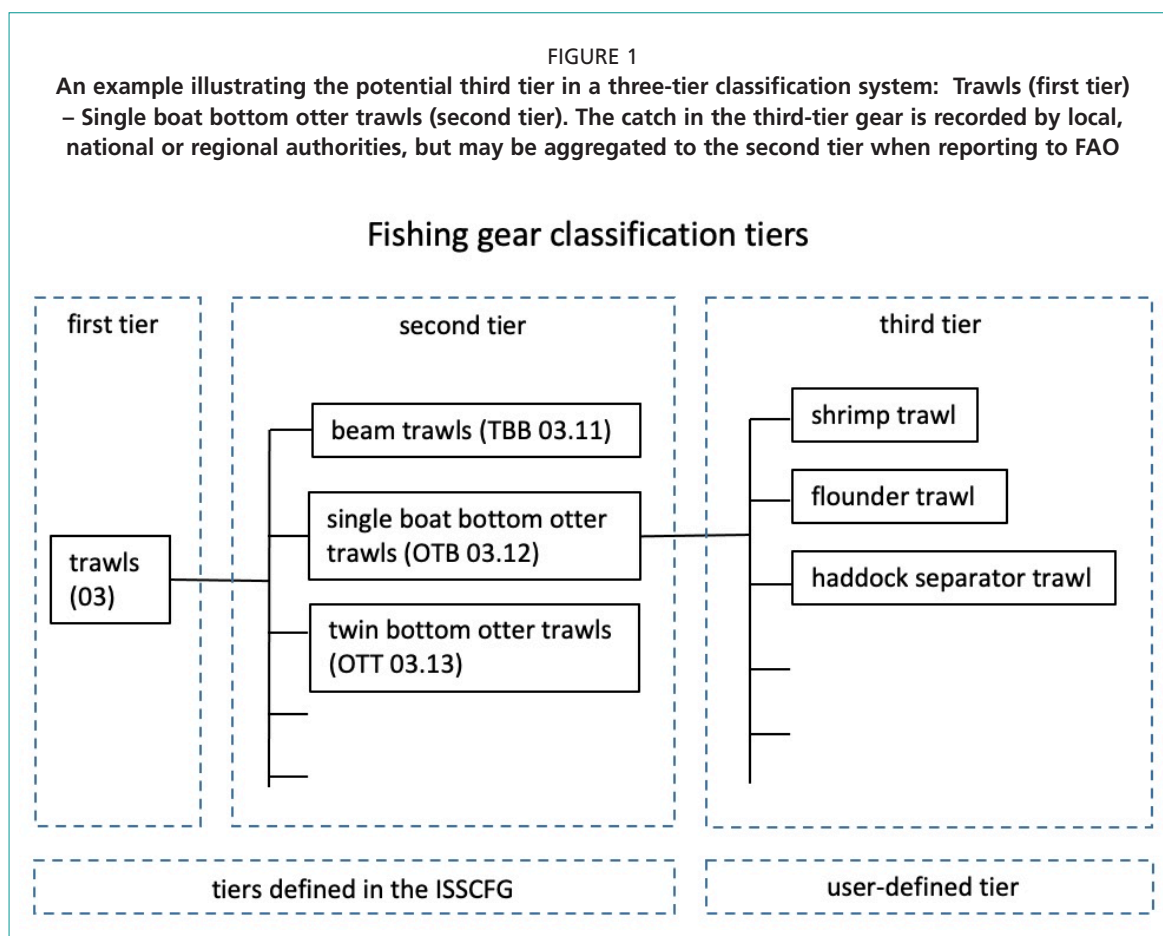 FIGURE 1
An example illustrating the potential third tier in a three-tier classification system: Trawls (first tier)
– Single boat bottom otter trawls (second tier). The catch in the third-tier gear is recorded by local,
national or regional authorities, but may be aggregated to the second tier when reporting to FAO
Fishing gear classification tiers
first tier
second tier
third tier
trawls
(03)
beam trawls (TBB 03.11)
single boat bottom otter
trawls (OTB 03.12)
twin bottom otter trawls
(OTT 03.13)
shrimp trawl
flounder trawl
haddock separator trawl
tiers defined in the ISSCFG
user-defined tier